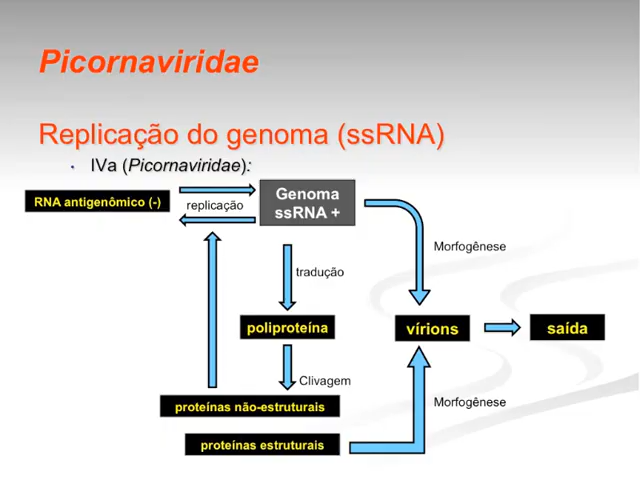 Picornaviridae
Replicação do genoma (ssRNA)
• IVa (Picornaviridae):
RNA antigenômico (-)
replicação
Genoma
ssRNA +
Morfogênese
tradução
poliproteína
vírions
saída
Clivagem
proteínas não-estruturais
Morfogênese
proteínas estruturais